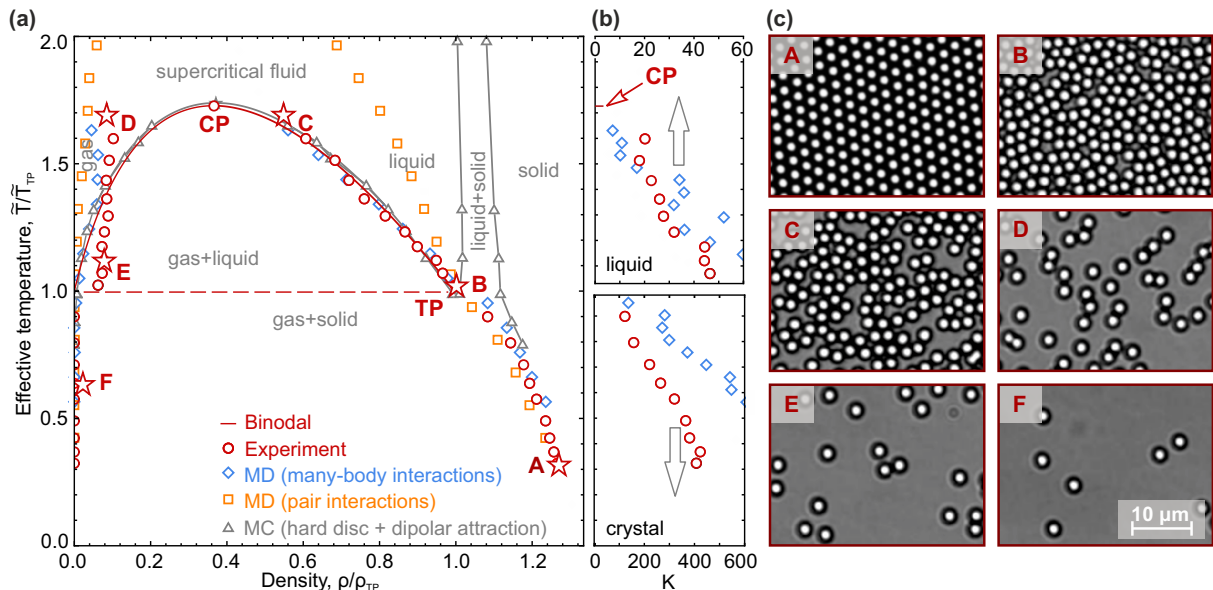 (a)
(b)
(c)
2.0
1.5
1.0
0.5
0.0
Effective temperature, T̃/T̃TP
supercritical fluid
gas
D
CP
C
liquid
liquid+solid
solid
gas+liquid
E
B
TP
gas+solid
F
A
Binodal
Experiment
MD (many-body interactions)
MD (pair interactions)
MC (hard disc + dipolar attraction)
0.0 0.2 0.4 0.6 0.8 1.0 1.2
Density, ρ/ρTP
0 20 40 60
CP
liquid
crystal
0 200 400 600
K
A
B
C
D
E
F
10 μm